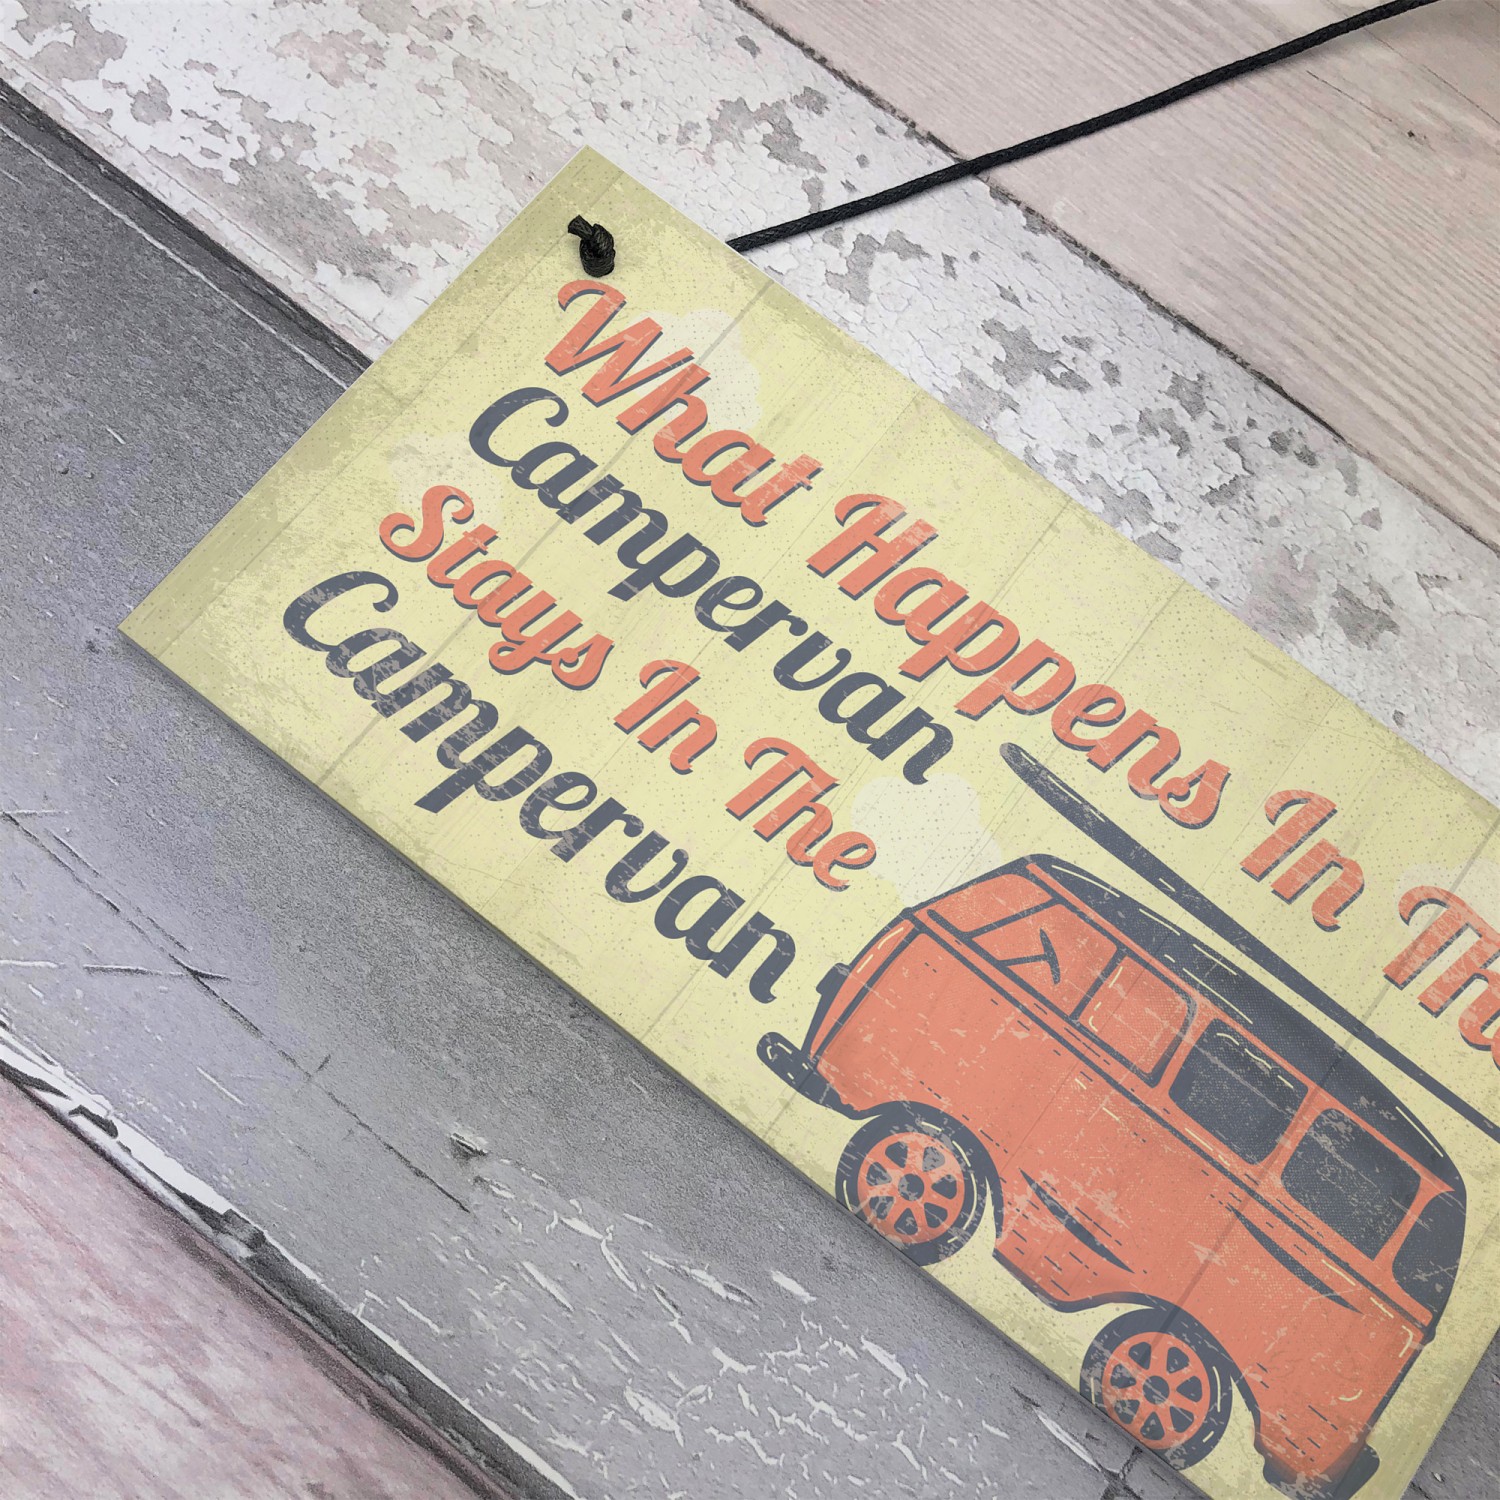 What Happens In The
Campervan
Stays In The
Campervan